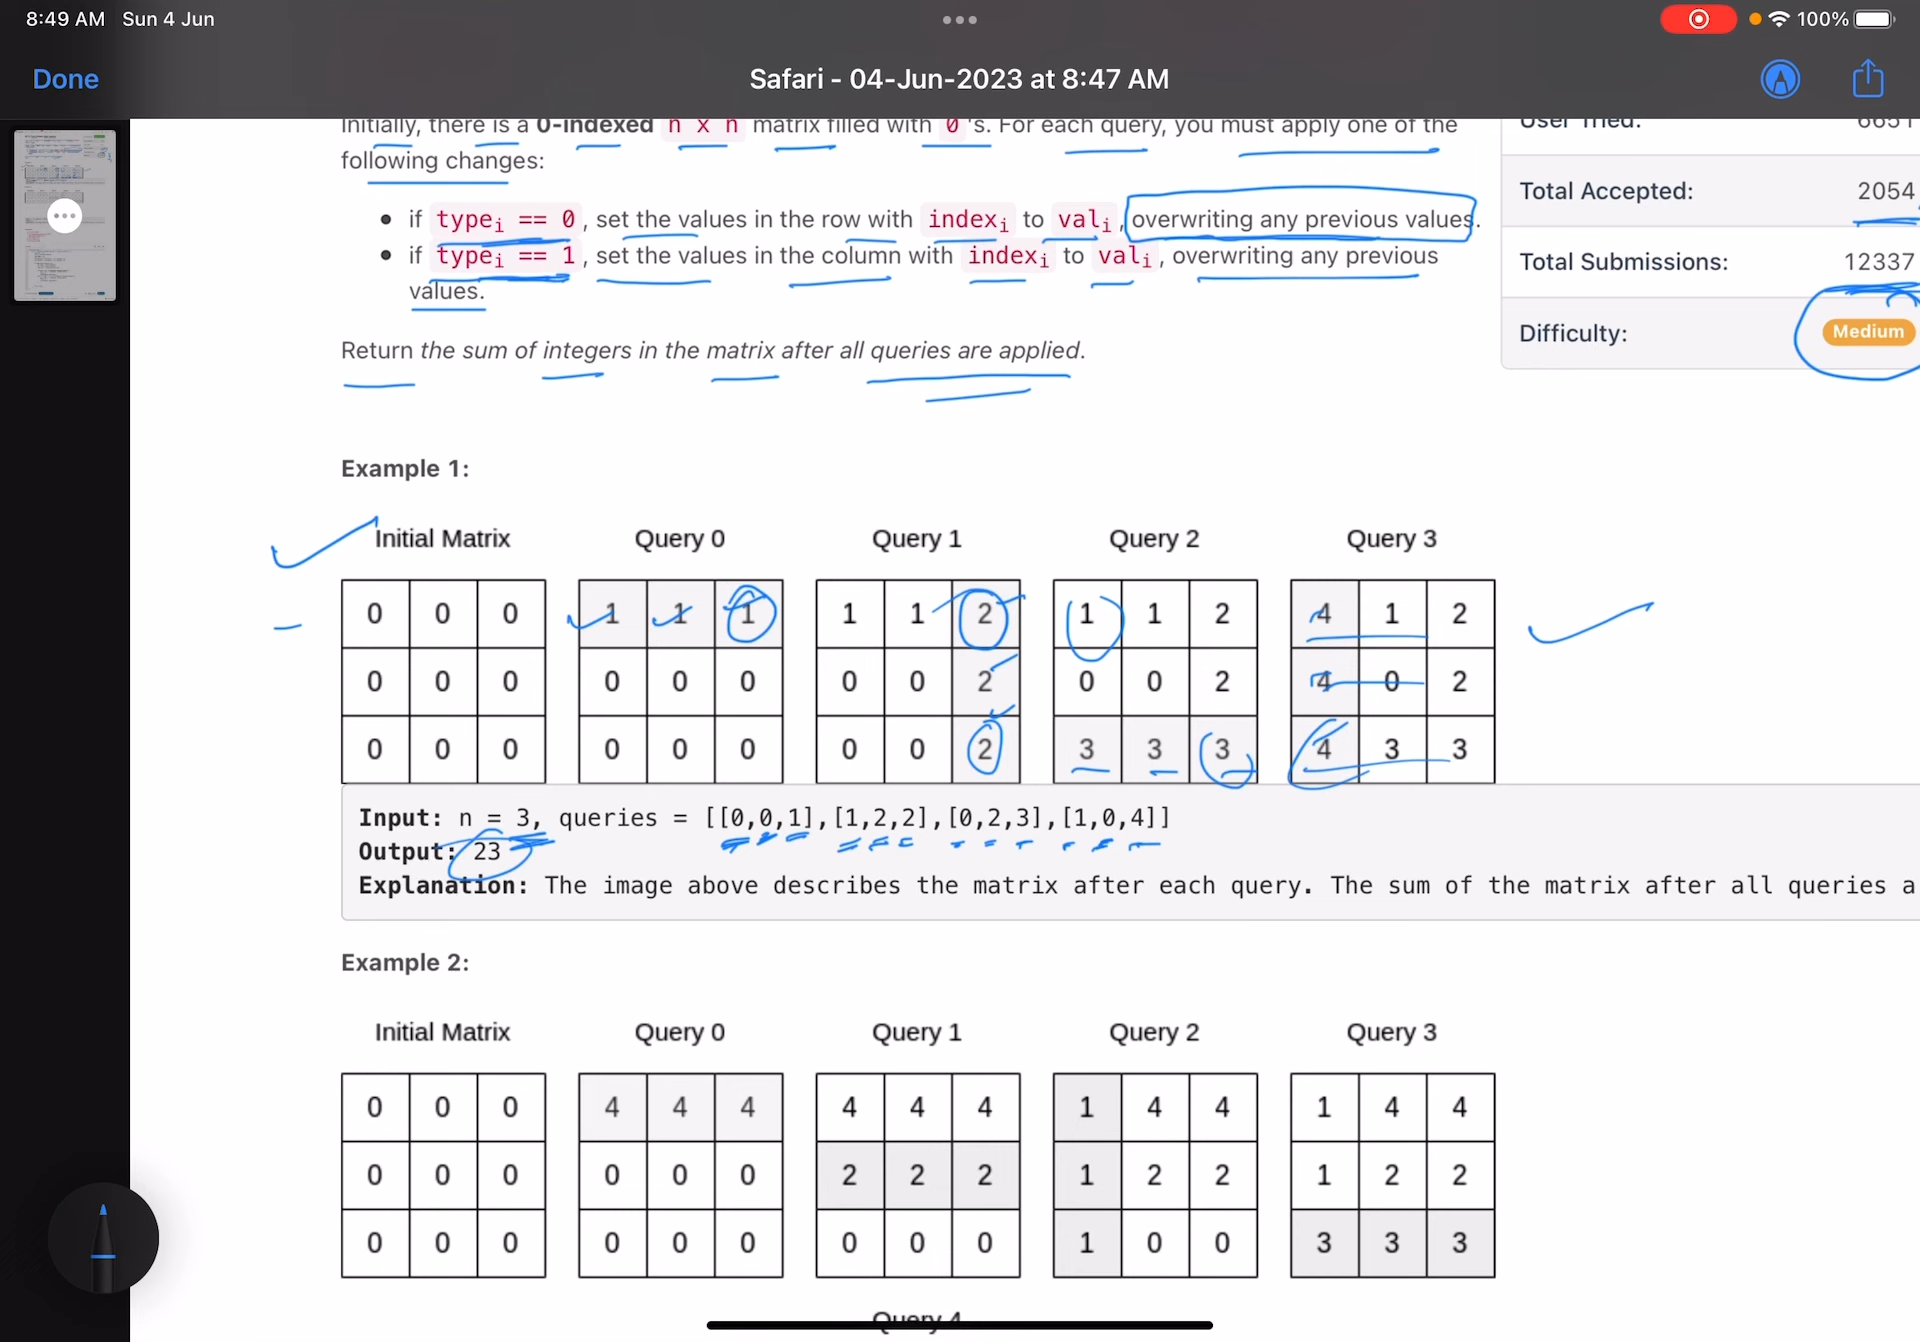 8:49 AM Sun 4 Jun
100%
Done
Safari - 04-Jun-2023 at 8:47 AM
Initially, there is a 0-indexed n x n matrix filled with 0 's. For each query, you must apply one of the
following changes:
• if typei == 0 , set the values in the row with indexi to vali , overwriting any previous values.
• if typei == 1 , set the values in the column with indexi to vali , overwriting any previous
values.
Return the sum of integers in the matrix after all queries are applied.
User Tried: 6651
Total Accepted: 2054
Total Submissions: 12337
Difficulty: Medium
Example 1:
Initial Matrix Query 0 Query 1 Query 2 Query 3
0 0 0 1 1 1 1 1 2 1 1 2 4 1 2
0 0 0 0 0 0 0 0 2 0 0 2 4 0 2
0 0 0 0 0 0 0 0 2 3 3 3 4 3 3
Input: n = 3, queries = [[0,0,1],[1,2,2],[0,2,3],[1,0,4]]
Output: 23
Explanation: The image above describes the matrix after each query. The sum of the matrix after all queries a
Example 2:
Initial Matrix Query 0 Query 1 Query 2 Query 3
0 0 0 4 4 4 4 4 4 1 4 4 1 4 4
0 0 0 0 0 0 2 2 2 1 2 2 1 2 2
0 0 0 0 0 0 0 0 0 1 0 0 3 3 3
Query 4